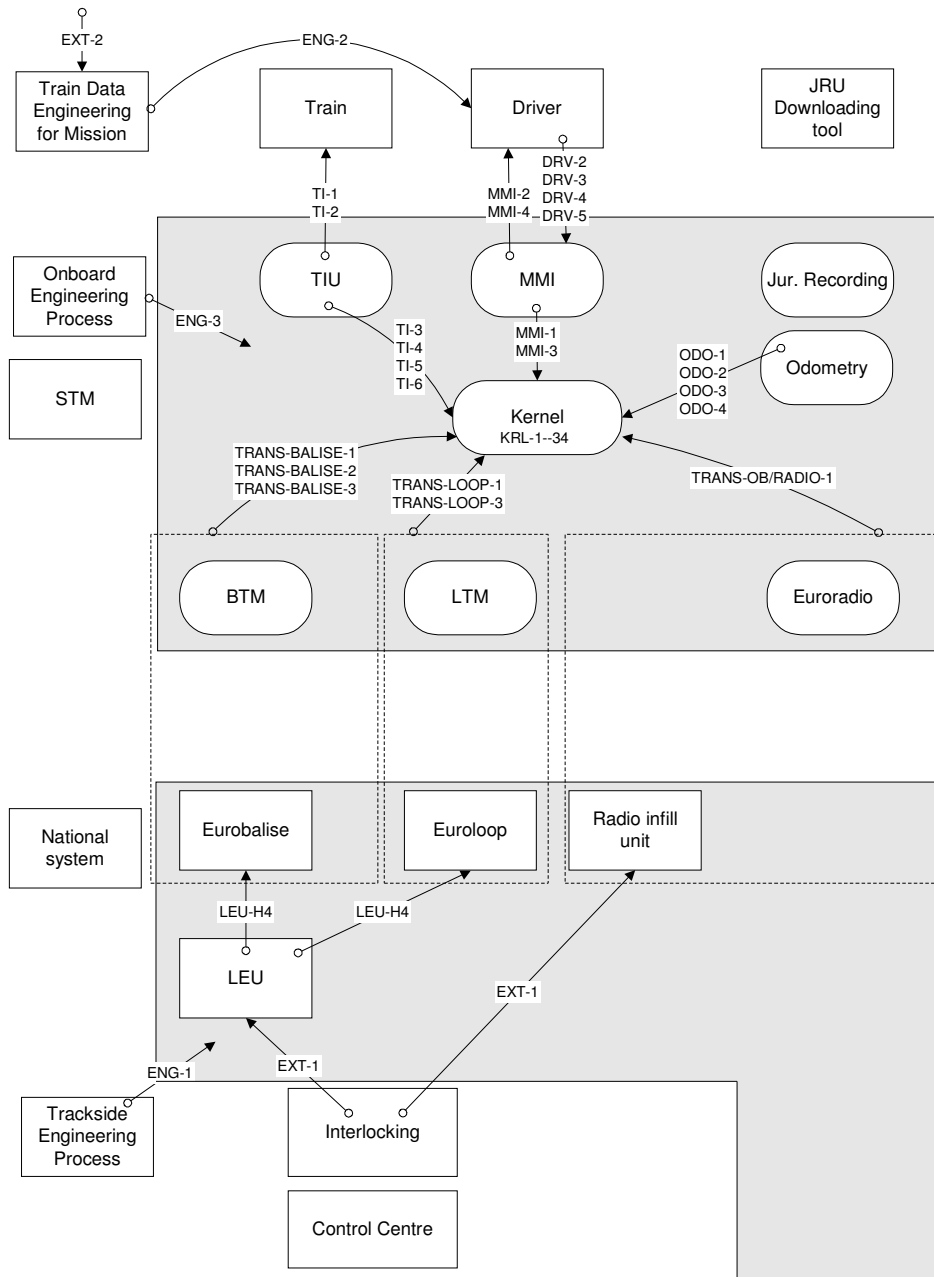 EXT-2
ENG-2
Train Data
Engineering
for Mission
Train
Driver
JRU
Downloading
tool
TI-1
TI-2
MMI-2
MMI-4
DRV-2
DRV-3
DRV-4
DRV-5
Onboard
Engineering
Process
ENG-3
TIU
MMI
Jur. Recording
TI-3
TI-4
TI-5
TI-6
MMI-1
MMI-3
ODO-1
ODO-2
ODO-3
ODO-4
Odometry
STM
Kernel
KRL-1--34
TRANS-BALISE-1
TRANS-BALISE-2
TRANS-BALISE-3
TRANS-LOOP-1
TRANS-LOOP-3
TRANS-OB/RADIO-1
BTM
LTM
Euroradio
National
system
Eurobalise
Euroloop
Radio infill
unit
LEU-H4
LEU-H4
LEU
EXT-1
EXT-1
ENG-1
Trackside
Engineering
Process
Interlocking
Control Centre